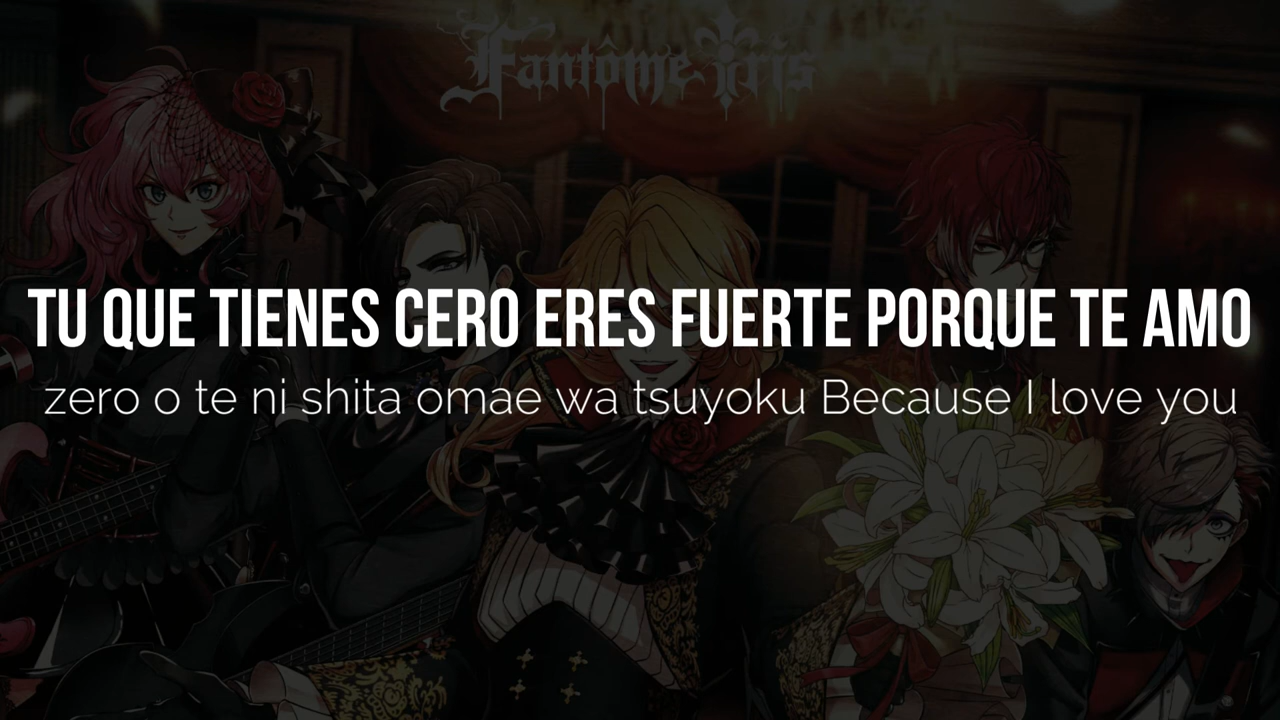 Fantôme iris
TU QUE TIENES CERO ERES FUERTE PORQUE TE AMO
zero o te ni shita omae wa tsuyoku Because I love you